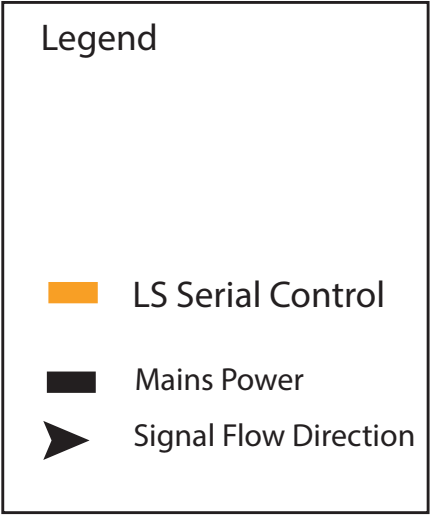 Legend
LS Serial Control
Mains Power
Signal Flow Direction